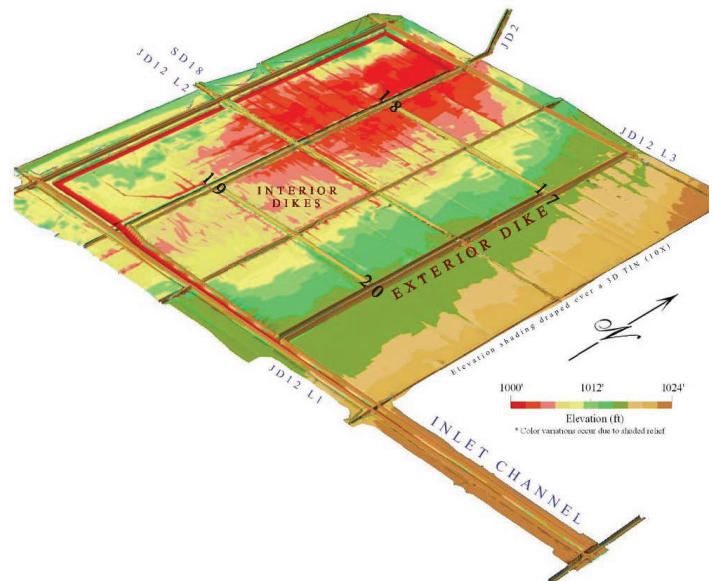 JD2
SD18
JD12 L2
18
JD12 L3
19
INTERIOR
DIKES
17
EXTERIOR DIKE
20
Elevation shading draped over a 3D TIN (10X)
N
JD12 L1
1000' 1012' 1024'
Elevation (ft)
* Color variations occur due to shaded relief
INLET CHANNEL